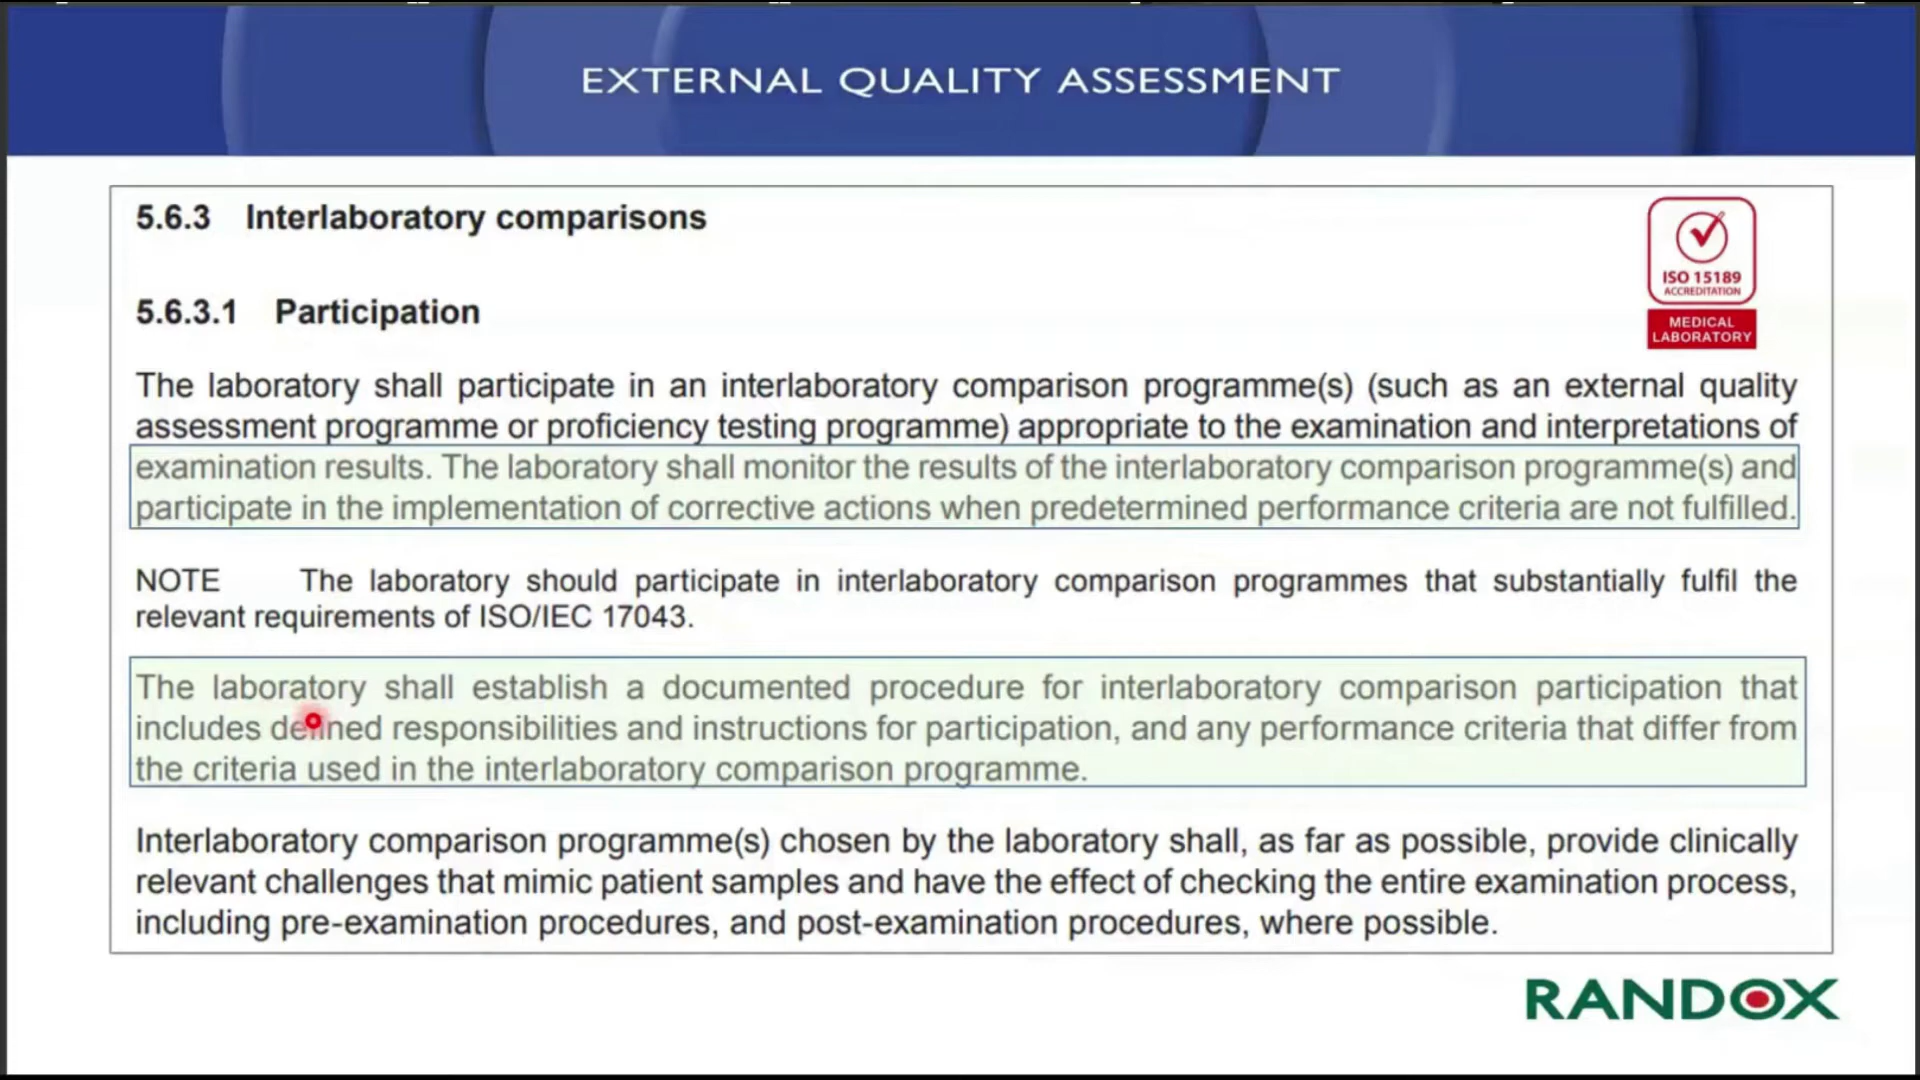 EXTERNAL QUALITY ASSESSMENT
5.6.3 Interlaboratory comparisons
ISO 15189
ACCREDITATION
MEDICAL
LABORATORY
5.6.3.1 Participation
The laboratory shall participate in an interlaboratory comparison programme(s) (such as an external quality
assessment programme or proficiency testing programme) appropriate to the examination and interpretations of
examination results. The laboratory shall monitor the results of the interlaboratory comparison programme(s) and
participate in the implementation of corrective actions when predetermined performance criteria are not fulfilled.
NOTE The laboratory should participate in interlaboratory comparison programmes that substantially fulfil the
relevant requirements of ISO/IEC 17043.
The laboratory shall establish a documented procedure for interlaboratory comparison participation that
includes defined responsibilities and instructions for participation, and any performance criteria that differ from
the criteria used in the interlaboratory comparison programme.
Interlaboratory comparison programme(s) chosen by the laboratory shall, as far as possible, provide clinically
relevant challenges that mimic patient samples and have the effect of checking the entire examination process,
including pre-examination procedures, and post-examination procedures, where possible.
RANDOX